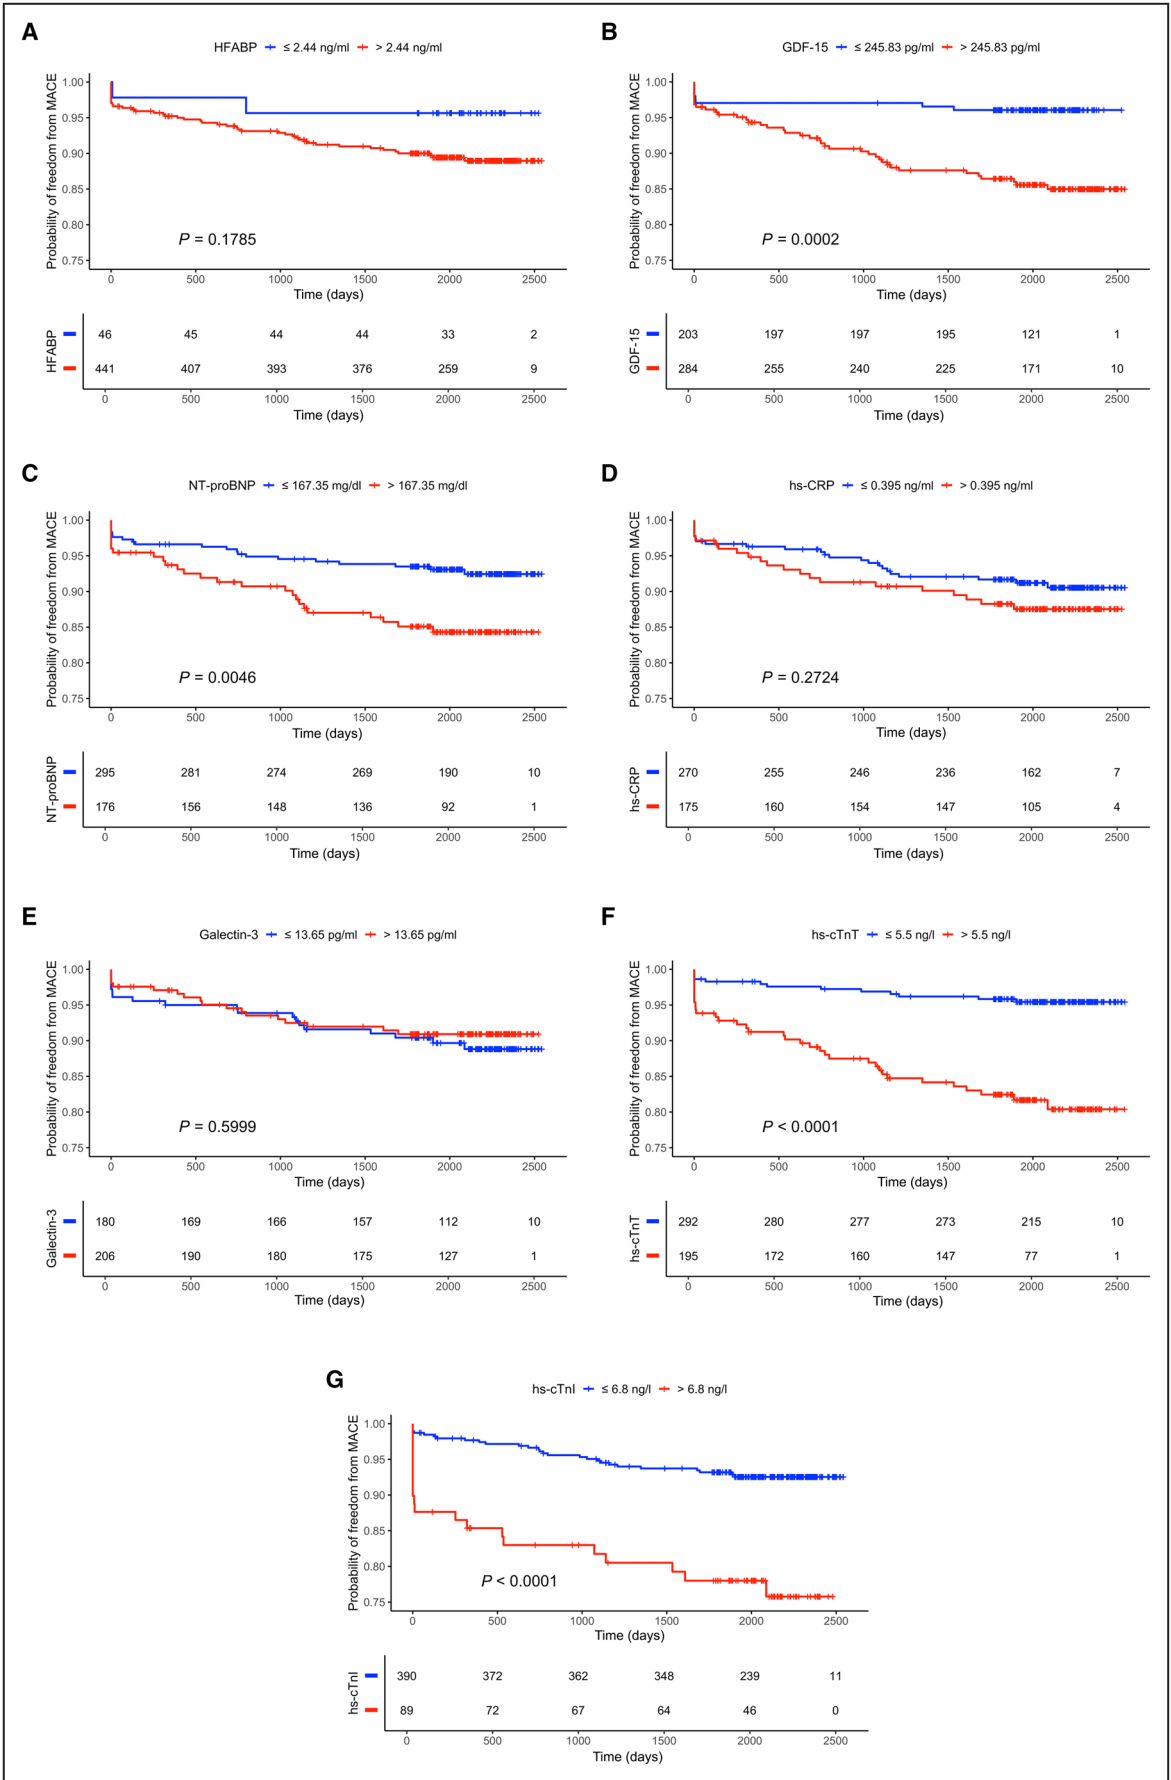 A
HFABP ≤ 2.44 ng/ml > 2.44 ng/ml
Probability of freedom from MACE
1.00
0.95
0.90
0.85
0.80
0.75
P = 0.1785
0 500 1000 1500 2000 2500
Time (days)
HFABP
46 45 44 44 33 2
441 407 393 376 259 9
0 500 1000 1500 2000 2500
Time (days)
B
GDF-15 ≤ 245.83 pg/ml > 245.83 pg/ml
Probability of freedom from MACE
1.00
0.95
0.90
0.85
0.80
0.75
P = 0.0002
0 500 1000 1500 2000 2500
Time (days)
GDF-15
203 197 197 195 121 1
284 255 240 225 171 10
0 500 1000 1500 2000 2500
Time (days)
C
NT-proBNP ≤ 167.35 mg/dl > 167.35 mg/dl
Probability of freedom from MACE
1.00
0.95
0.90
0.85
0.80
0.75
P = 0.0046
0 500 1000 1500 2000 2500
Time (days)
NT-proBNP
295 281 274 269 190 10
176 156 148 136 92 1
0 500 1000 1500 2000 2500
Time (days)
D
hs-CRP ≤ 0.395 ng/ml > 0.395 ng/ml
Probability of freedom from MACE
1.00
0.95
0.90
0.85
0.80
0.75
P = 0.2724
0 500 1000 1500 2000 2500
Time (days)
hs-CRP
270 255 246 236 162 7
175 160 154 147 105 4
0 500 1000 1500 2000 2500
Time (days)
E
Galectin-3 ≤ 13.65 pg/ml > 13.65 pg/ml
Probability of freedom from MACE
1.00
0.95
0.90
0.85
0.80
0.75
P = 0.5999
0 500 1000 1500 2000 2500
Time (days)
Galectin-3
180 169 166 157 112 10
206 190 180 175 127 1
0 500 1000 1500 2000 2500
Time (days)
F
hs-cTnT ≤ 5.5 ng/l > 5.5 ng/l
Probability of freedom from MACE
1.00
0.95
0.90
0.85
0.80
0.75
P < 0.0001
0 500 1000 1500 2000 2500
Time (days)
hs-cTnT
292 280 277 273 215 10
195 172 160 147 77 1
0 500 1000 1500 2000 2500
Time (days)
G
hs-cTnI ≤ 6.8 ng/l > 6.8 ng/l
Probability of freedom from MACE
1.00
0.95
0.90
0.85
0.80
0.75
P < 0.0001
0 500 1000 1500 2000 2500
Time (days)
hs-cTnI
390 372 362 348 239 11
89 72 67 64 46 0
0 500 1000 1500 2000 2500
Time (days)